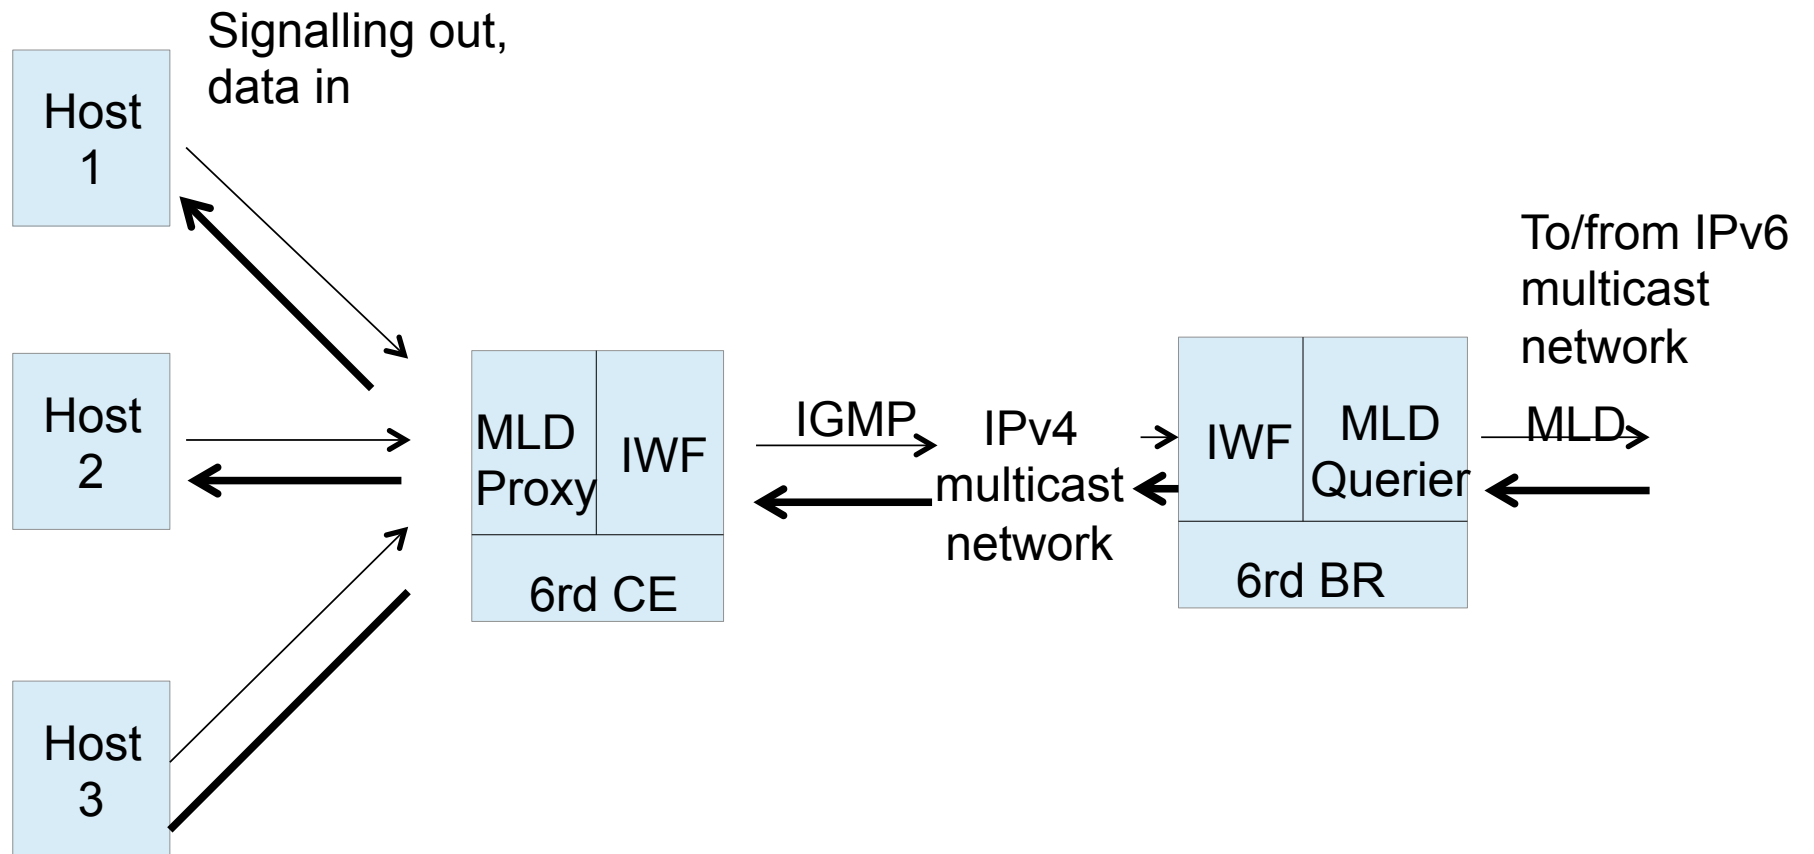 Signalling out,
data in
Host
1
Host
2
Host
3
MLD
Proxy
IWF
6rd CE
IGMP
IPv4
multicast
network
IWF
MLD
Querier
6rd BR
To/from IPv6
multicast
network
MLD